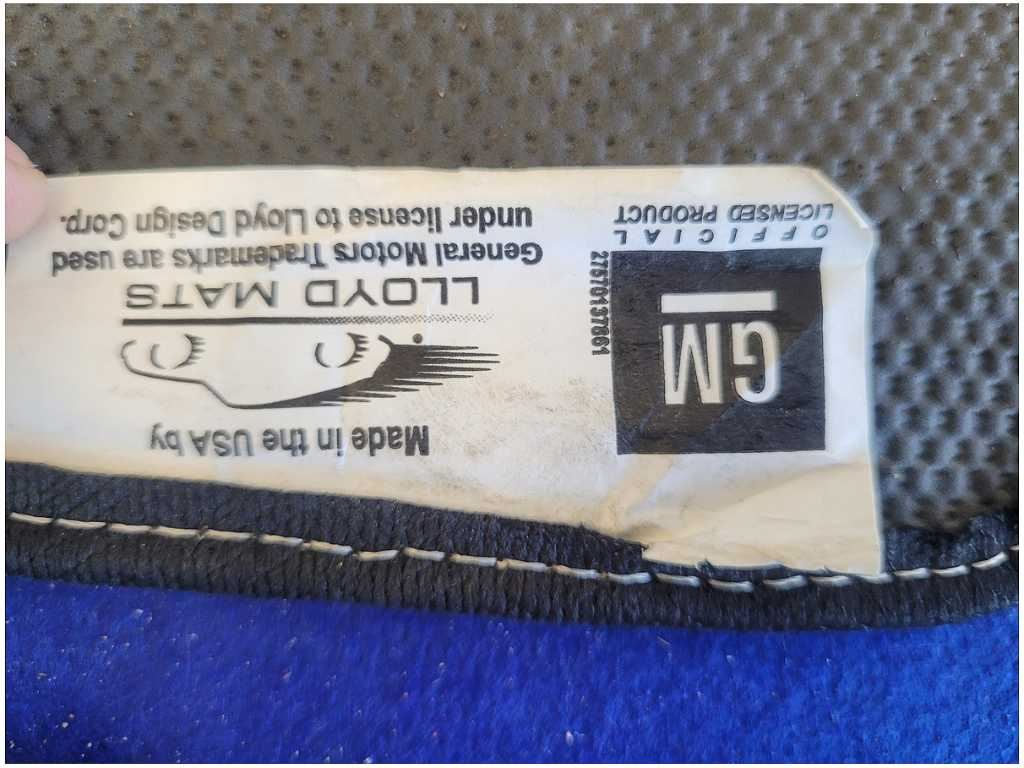 GM
27570137661
OFFICIAL
LICENSED PRODUCT
Made in the USA by
LLOYD MATS
General Motors Trademarks are used
under license to Lloyd Design Corp.